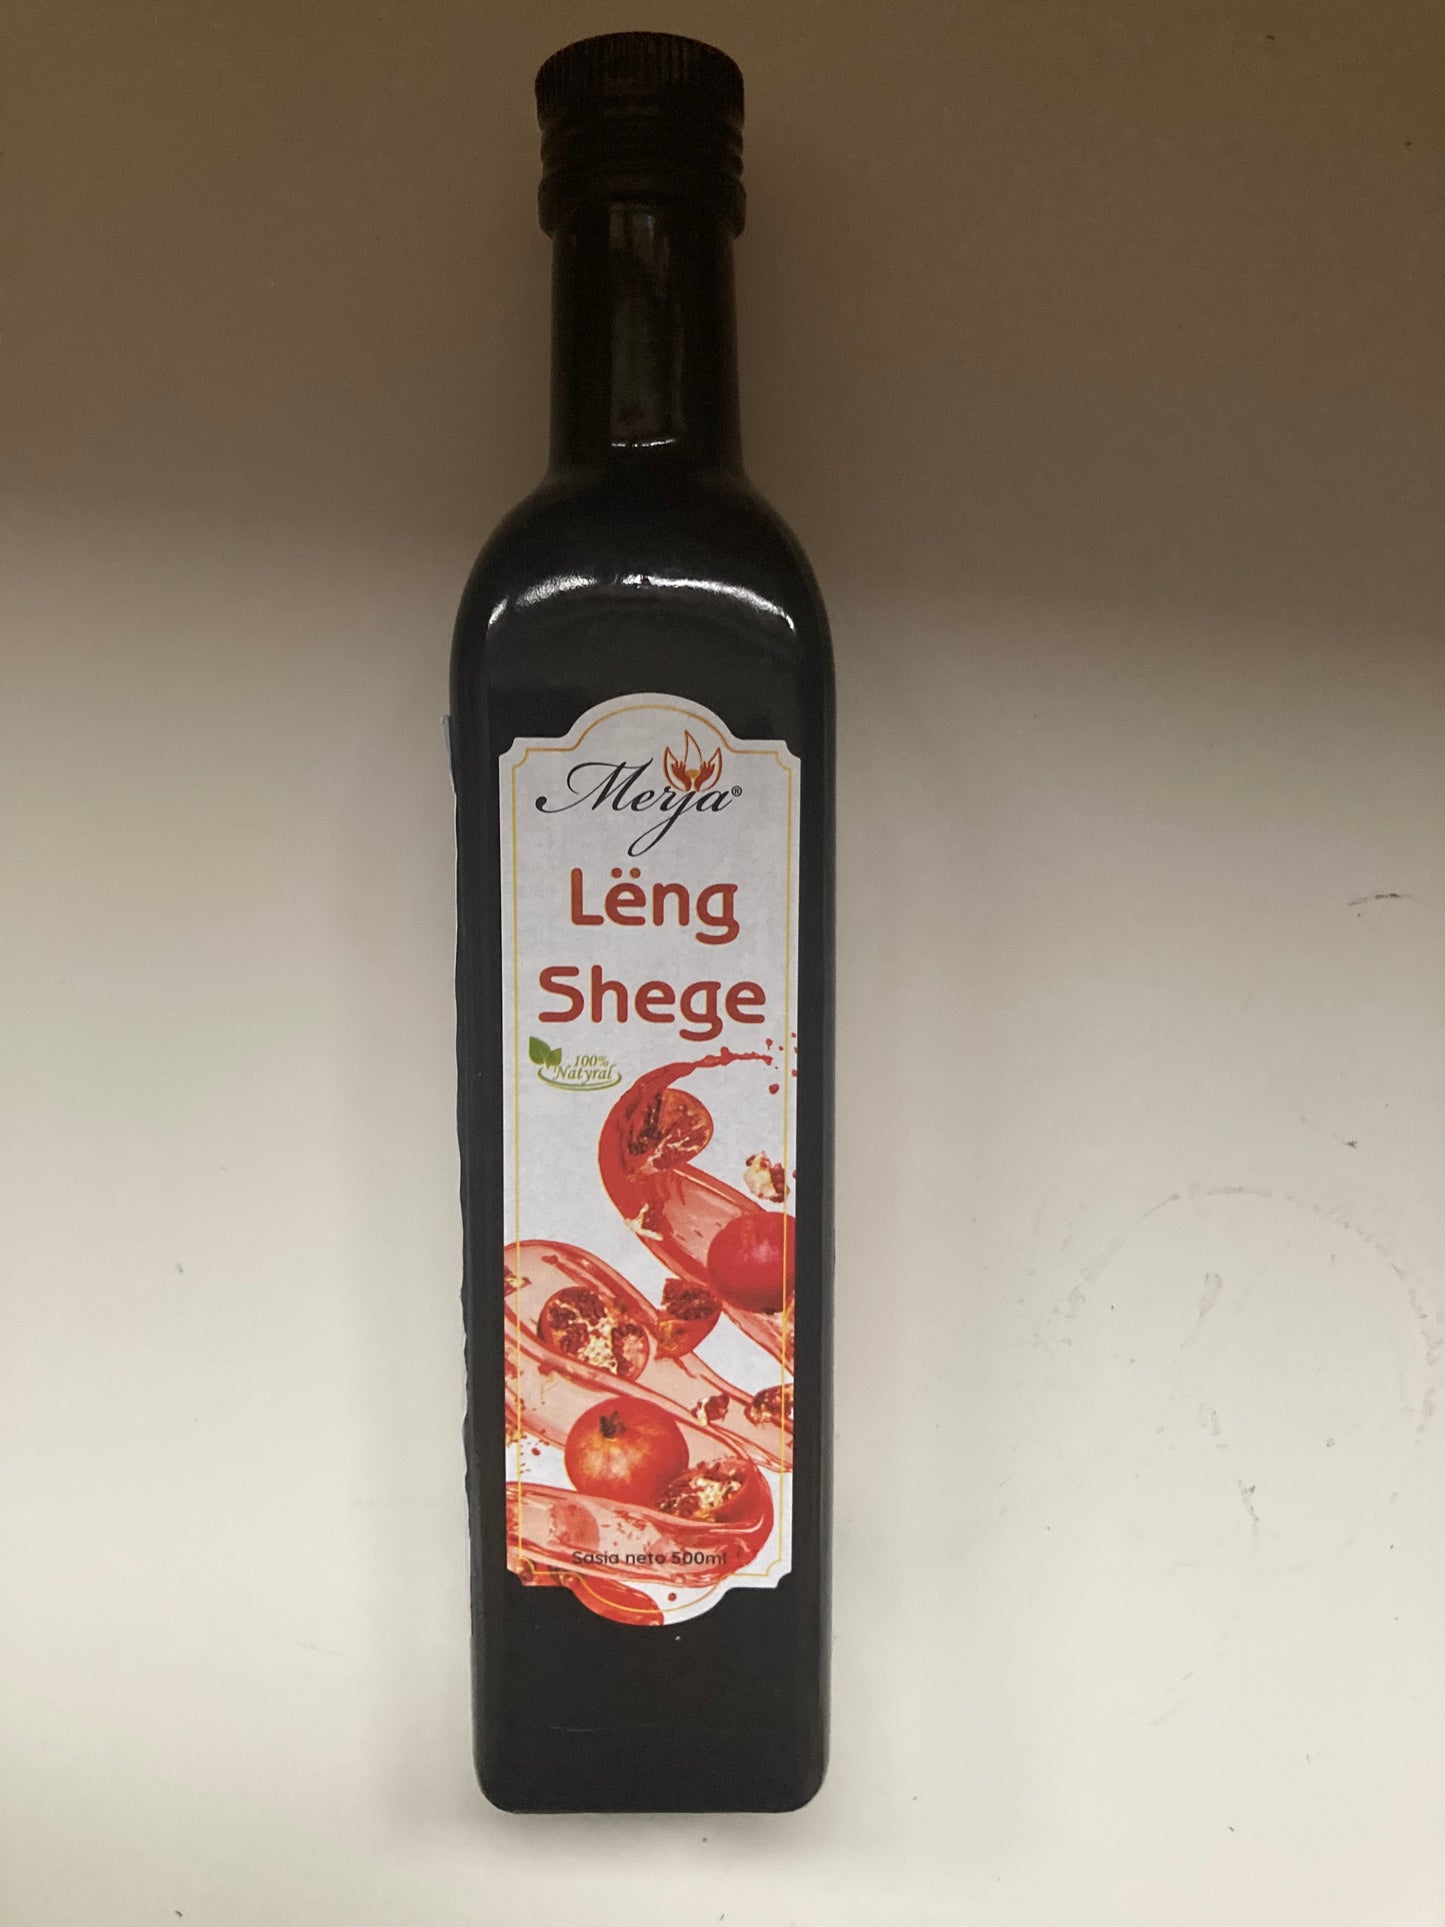 Merja®
Lëng
Shege
100%
Natyral
Sasia neto 500ml